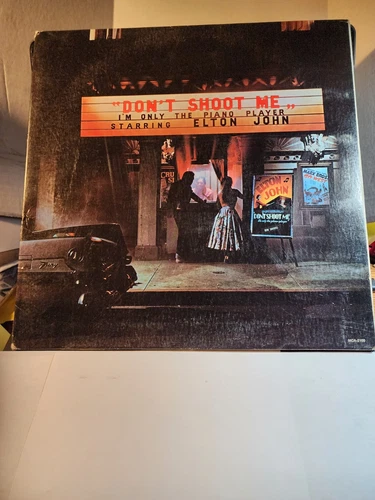 "DON'T SHOOT ME"
I'M ONLY THE PIANO PLAYER
STARRING ELTON JOHN
ELTON
JOHN
DON'T SHOOT ME